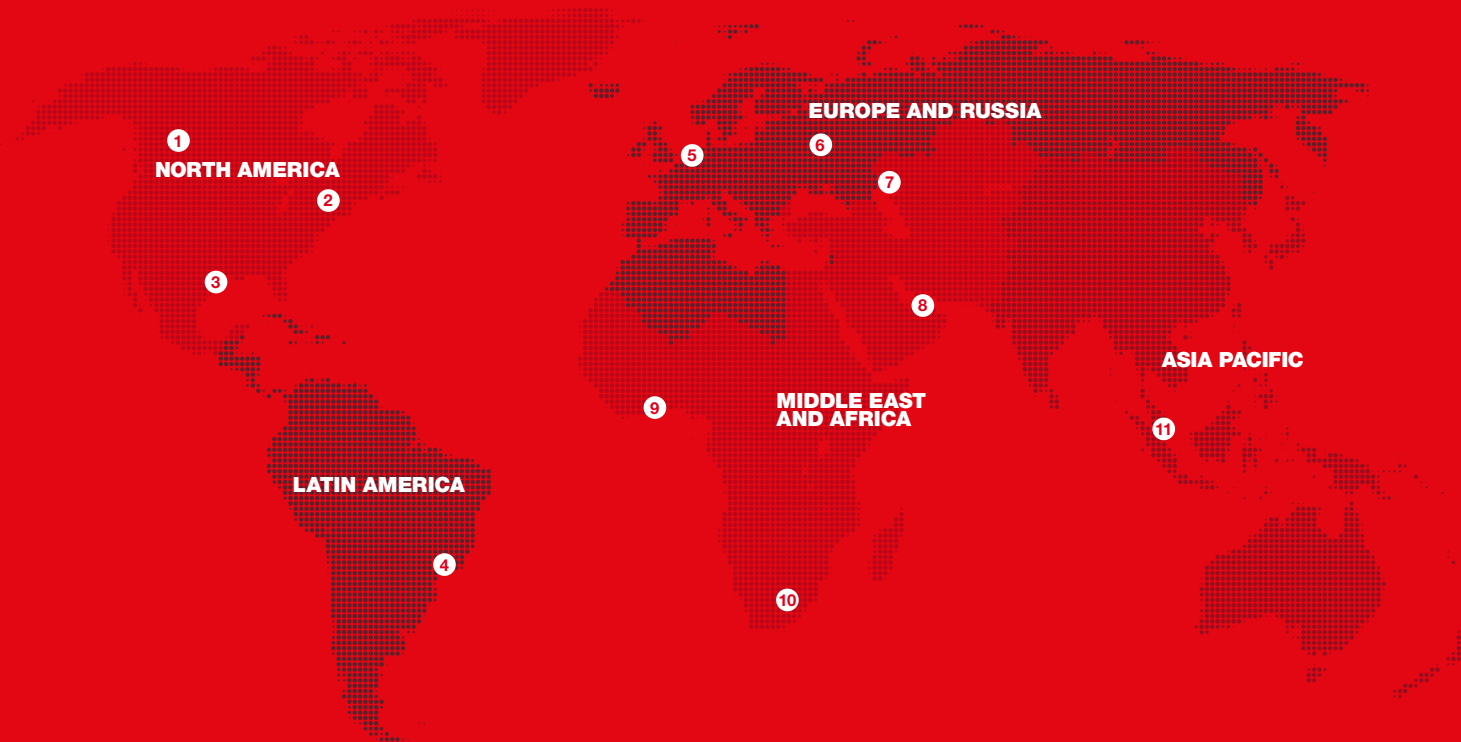 EUROPE AND RUSSIA
1
6
5
NORTH AMERICA
7
2
3
8
ASIA PACIFIC
MIDDLE EAST
AND AFRICA
9
11
LATIN AMERICA
4
10